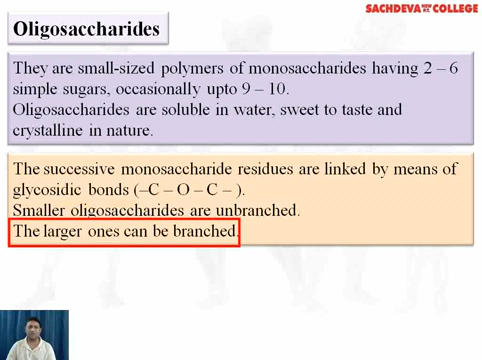 SACHDEVA NEW P.T. COLLEGE
Oligosaccharides
They are small-sized polymers of monosaccharides having 2 – 6
simple sugars, occasionally upto 9 – 10.
Oligosaccharides are soluble in water, sweet to taste and
crystalline in nature.
The successive monosaccharide residues are linked by means of
glycosidic bonds (–C – O – C – ).
Smaller oligosaccharides are unbranched.
The larger ones can be branched.